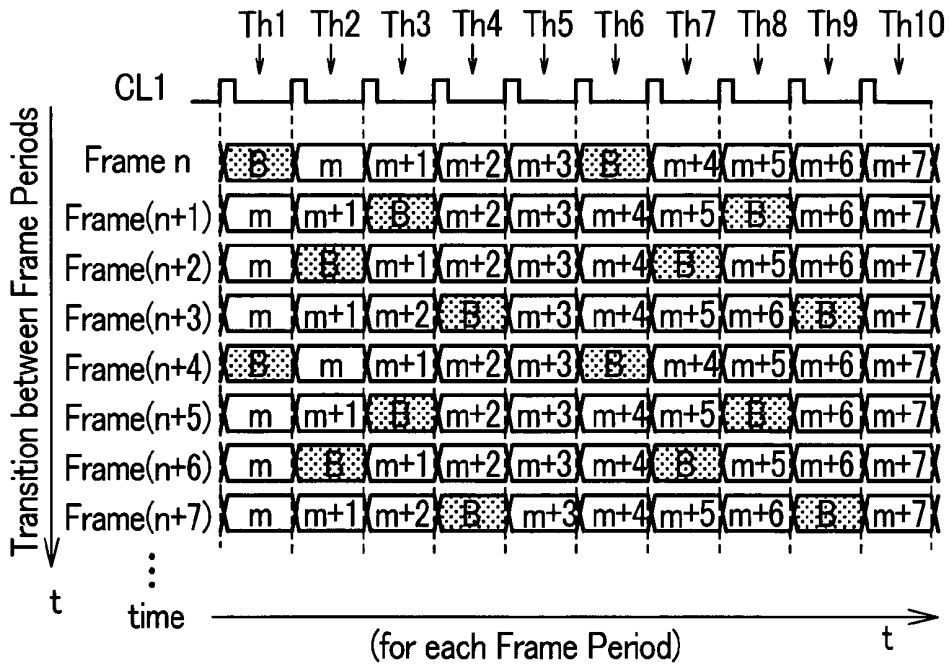 Th1 Th2 Th3 Th4 Th5 Th6 Th7 Th8 Th9 Th10
CL1
Transition between Frame Periods
Frame n B m m+1 m+2 m+3 B m+4 m+5 m+6 m+7
Frame(n+1) m m+1 B m+2 m+3 m+4 m+5 B m+6 m+7
Frame(n+2) m B m+1 m+2 m+3 m+4 B m+5 m+6 m+7
Frame(n+3) m m+1 m+2 B m+3 m+4 m+5 m+6 B m+7
Frame(n+4) B m m+1 m+2 m+3 B m+4 m+5 m+6 m+7
Frame(n+5) m m+1 B m+2 m+3 m+4 m+5 B m+6 m+7
Frame(n+6) m B m+1 m+2 m+3 m+4 B m+5 m+6 m+7
Frame(n+7) m m+1 m+2 B m+3 m+4 m+5 m+6 B m+7
t
time
(for each Frame Period)
t